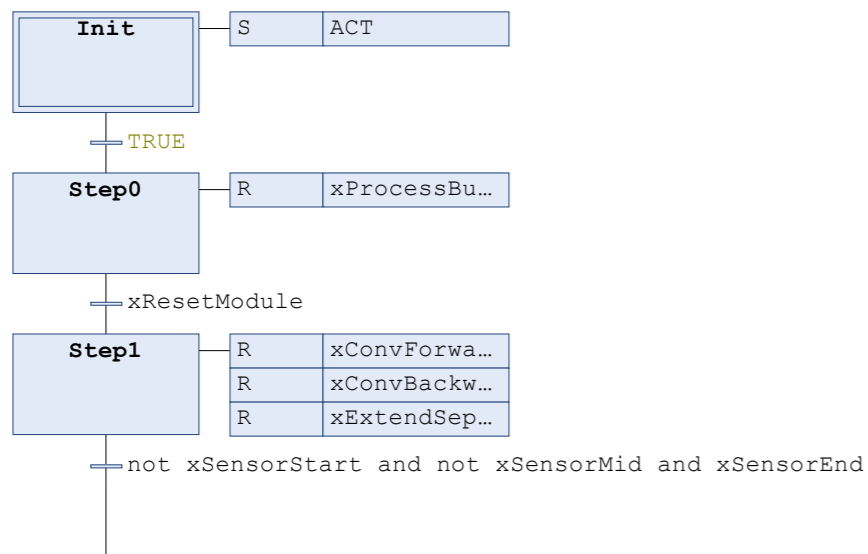 Init S ACT
TRUE
Step0 R xProcessBu…
xResetModule
Step1 R xConvForwa…
R xConvBackw…
R xExtendSep…
not xSensorStart and not xSensorMid and xSensorEnd